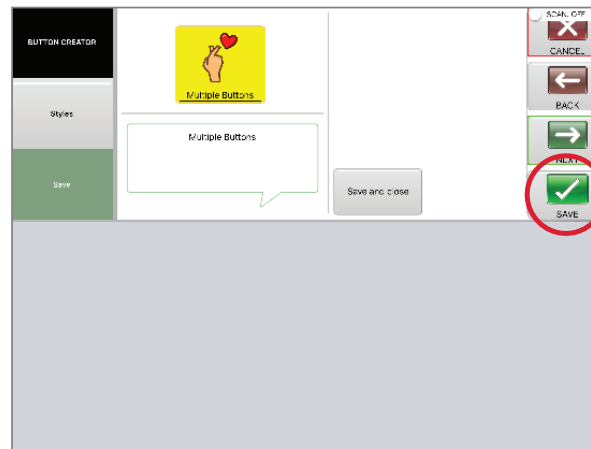 BUTTON CREATOR
Styles
Save
Multiple Buttons
Multiple Buttons
Save and close
SCAN: OFF
CANCEL
BACK
NEXT
SAVE